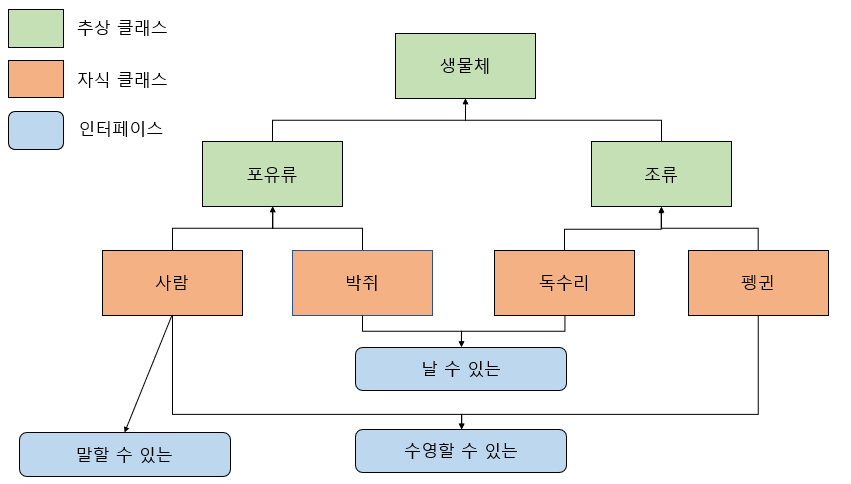 추상 클래스
자식 클래스
인터페이스
생물체
포유류
조류
사람
박쥐
독수리
펭귄
날 수 있는
말할 수 있는
수영할 수 있는